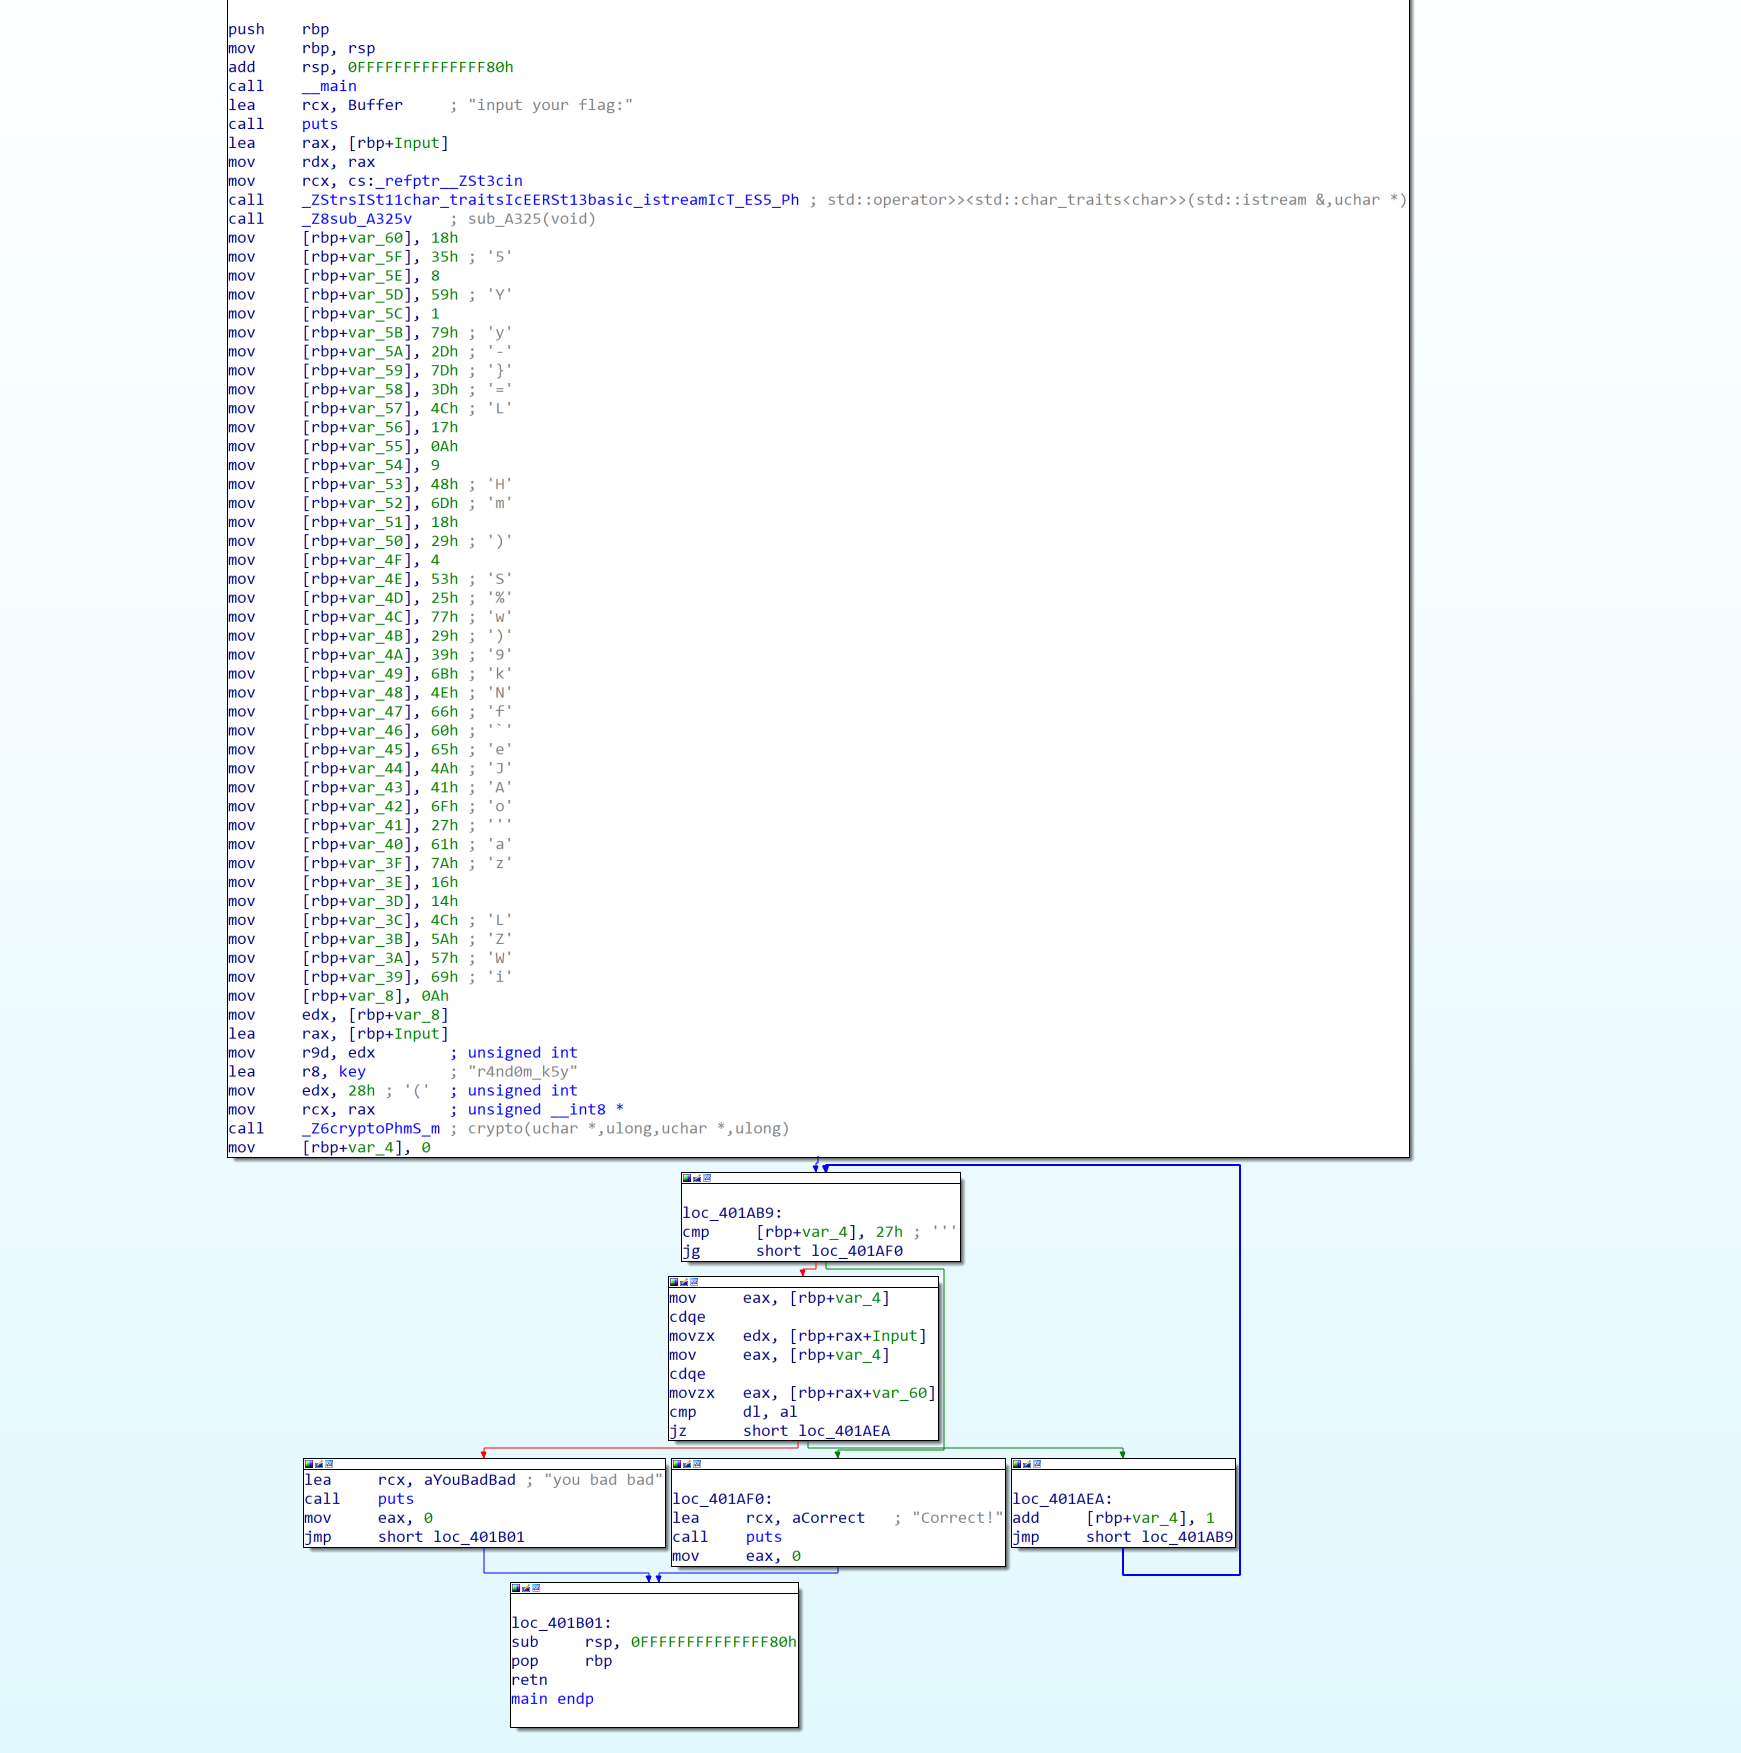 push    rbp
mov     rbp, rsp
add     rsp, 0FFFFFFFFFFFFFF80h
call    __main
lea     rcx, Buffer     ; "input your flag:"
call    puts
lea     rax, [rbp+Input]
mov     rdx, rax
mov     rcx, cs:_refptr__ZSt3cin
call    _ZStrsISt11char_traitsIcEERSt13basic_istreamIcT_ES5_Ph ; std::operator>><std::char_traits<char>>(std::istream &,uchar *)
call    _Z8sub_A325v    ; sub_A325(void)
mov     [rbp+var_60], 18h
mov     [rbp+var_5F], 35h ; '5'
mov     [rbp+var_5E], 8
mov     [rbp+var_5D], 59h ; 'Y'
mov     [rbp+var_5C], 1
mov     [rbp+var_5B], 79h ; 'y'
mov     [rbp+var_5A], 2Dh ; '-'
mov     [rbp+var_59], 7Dh ; '}'
mov     [rbp+var_58], 3Dh ; '='
mov     [rbp+var_57], 4Ch ; 'L'
mov     [rbp+var_56], 17h
mov     [rbp+var_55], 0Ah
mov     [rbp+var_54], 9
mov     [rbp+var_53], 48h ; 'H'
mov     [rbp+var_52], 6Dh ; 'm'
mov     [rbp+var_51], 18h
mov     [rbp+var_50], 29h ; ')'
mov     [rbp+var_4F], 4
mov     [rbp+var_4E], 53h ; 'S'
mov     [rbp+var_4D], 25h ; '%'
mov     [rbp+var_4C], 77h ; 'w'
mov     [rbp+var_4B], 29h ; ')'
mov     [rbp+var_4A], 39h ; '9'
mov     [rbp+var_49], 6Bh ; 'k'
mov     [rbp+var_48], 4Eh ; 'N'
mov     [rbp+var_47], 66h ; 'f'
mov     [rbp+var_46], 60h ; '`'
mov     [rbp+var_45], 65h ; 'e'
mov     [rbp+var_44], 4Ah ; 'J'
mov     [rbp+var_43], 41h ; 'A'
mov     [rbp+var_42], 6Fh ; 'o'
mov     [rbp+var_41], 27h ; '''
mov     [rbp+var_40], 61h ; 'a'
mov     [rbp+var_3F], 7Ah ; 'z'
mov     [rbp+var_3E], 16h
mov     [rbp+var_3D], 14h
mov     [rbp+var_3C], 4Ch ; 'L'
mov     [rbp+var_3B], 5Ah ; 'Z'
mov     [rbp+var_3A], 57h ; 'W'
mov     [rbp+var_39], 69h ; 'i'
mov     [rbp+var_8], 0Ah
mov     edx, [rbp+var_8]
lea     rax, [rbp+Input]
mov     r9d, edx        ; unsigned int
lea     r8, key         ; "r4nd0m_k5y"
mov     edx, 28h ; '('  ; unsigned int
mov     rcx, rax        ; unsigned __int8 *
call    _Z6cryptoPhmS_m ; crypto(uchar *,ulong,uchar *,ulong)
mov     [rbp+var_4], 0
loc_401AB9:
cmp     [rbp+var_4], 27h ; '''
jg      short loc_401AF0
mov     eax, [rbp+var_4]
cdqe
movzx   edx, [rbp+rax+Input]
mov     eax, [rbp+var_4]
cdqe
movzx   eax, [rbp+rax+var_60]
cmp     dl, al
jz      short loc_401AEA
lea     rcx, aYouBadBad ; "you bad bad"
call    puts
mov     eax, 0
jmp     short loc_401B01
loc_401AF0:
lea     rcx, aCorrect   ; "Correct!"
call    puts
mov     eax, 0
loc_401AEA:
add     [rbp+var_4], 1
jmp     short loc_401AB9
loc_401B01:
sub     rsp, 0FFFFFFFFFFFFFF80h
pop     rbp
retn
main endp